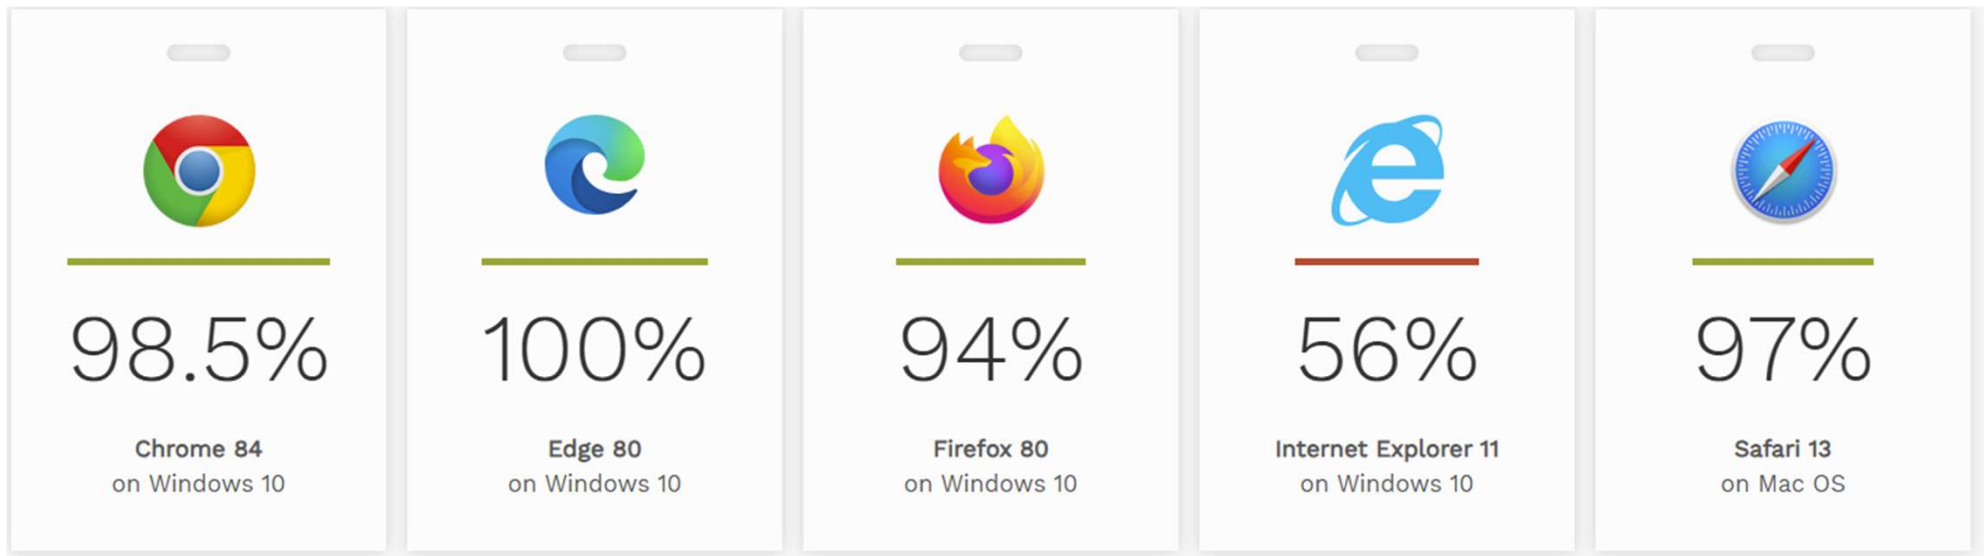 98.5%
Chrome 84
on Windows 10
100%
Edge 80
on Windows 10
94%
Firefox 80
on Windows 10
56%
Internet Explorer 11
on Windows 10
97%
Safari 13
on Mac OS